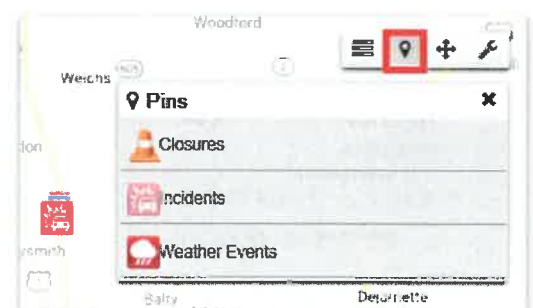 Woodford
Weichs
Pins
Closures
Incidents
Weather Events
Balty
Dejarnette